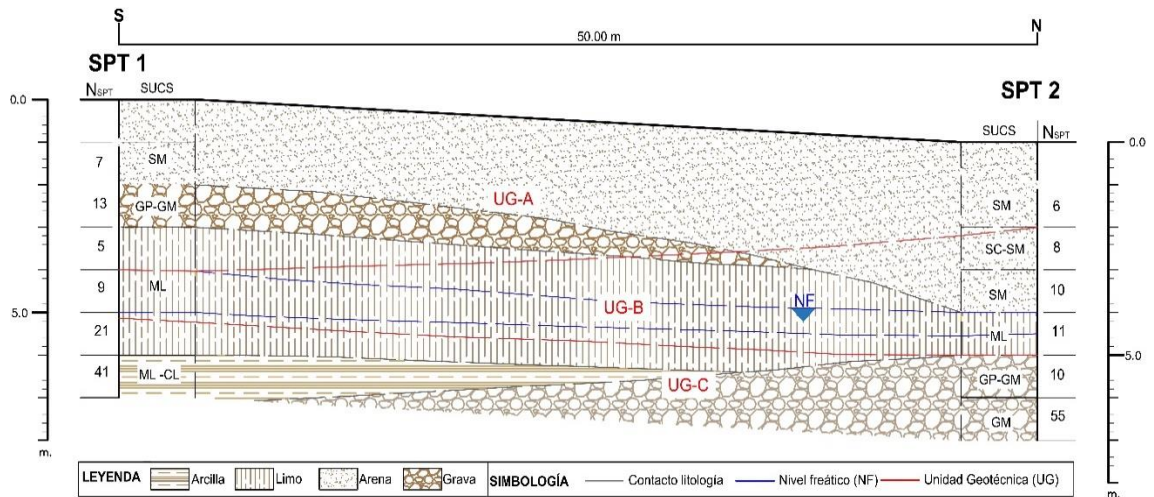 S N
50.00 m
SPT 1
SPT 2
NSPT SUCS
SUCS NSPT
0.0
0.0
7 SM
13 GP-GM
UG-A
SM 6
5
SC-SM 8
9 ML
SM 10
NF
5.0
UG-B
21
ML 11
5.0
41 ML -CL
UG-C
GP-GM 10
GM 55
m.
m.
LEYENDA Arcilla Limo Arena Grava SIMBOLOGÍA Contacto litología Nivel freático (NF) Unidad Geotécnica (UG)